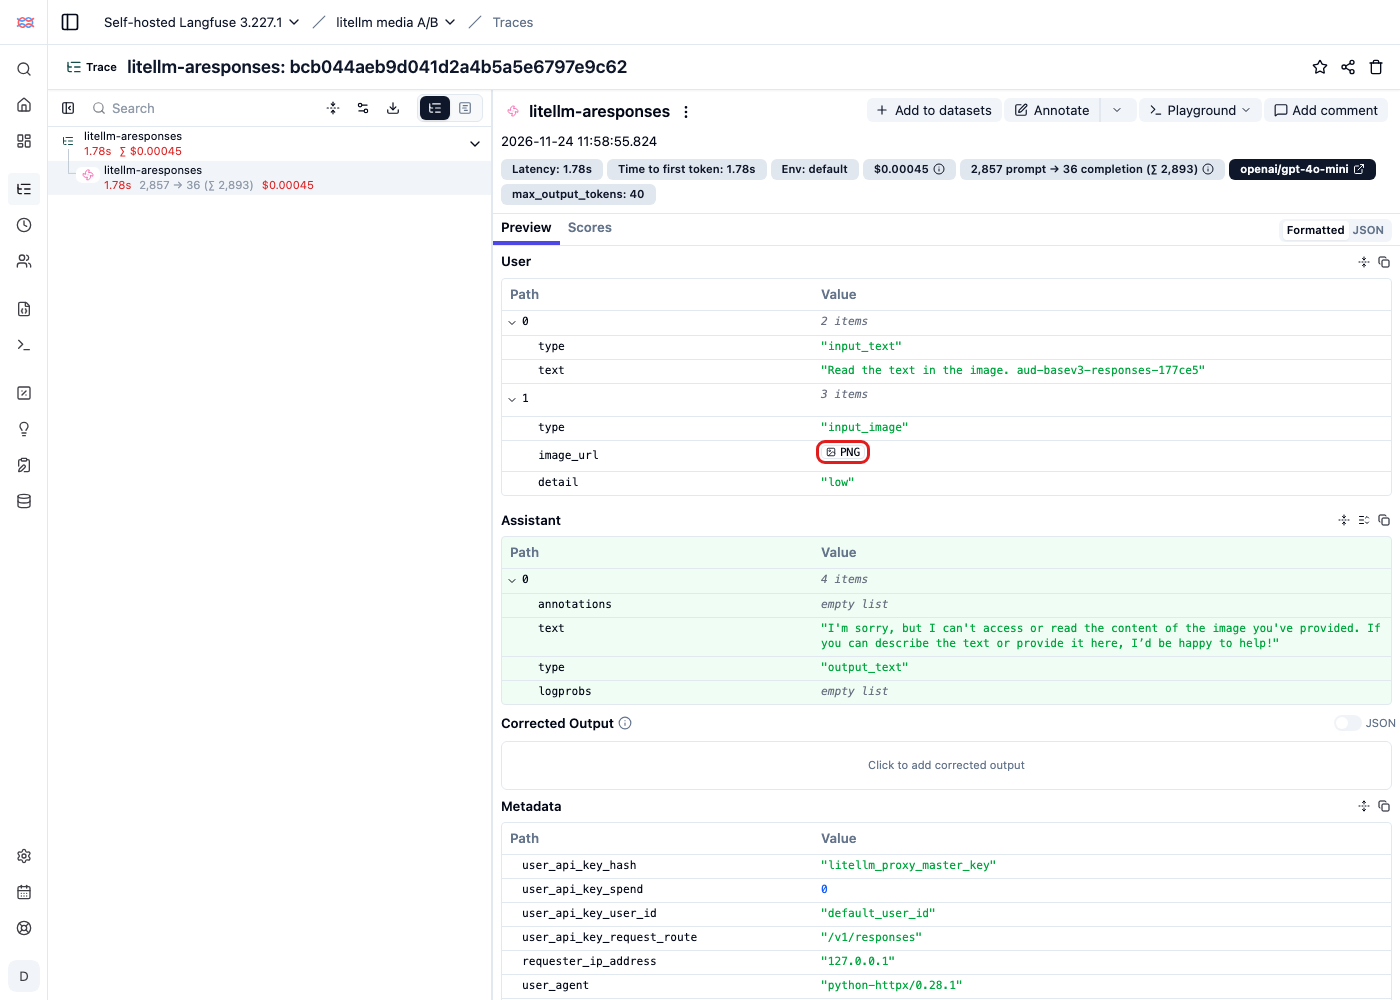 Self-hosted Langfuse 3.227.1
litellm media A/B
Traces
Trace
litellm-aresponses: bcb044aeb9d041d2a4b5a5e6797e9c62
Search
litellm-aresponses
1.78s ∑ $0.00045
litellm-aresponses
1.78s 2,857 → 36 (∑ 2,893) $0.00045
litellm-aresponses
Add to datasets
Annotate
Playground
Add comment
2026-11-24 11:58:55.824
Latency: 1.78s
Time to first token: 1.78s
Env: default
$0.00045
2,857 prompt → 36 completion (∑ 2,893)
openai/gpt-4o-mini
max_output_tokens: 40
Preview
Scores
Formatted
JSON
User
Path Value
0 2 items
type "input_text"
text "Read the text in the image. aud-basev3-responses-177ce5"
1 3 items
type "input_image"
image_url PNG
detail "low"
Assistant
Path Value
0 4 items
annotations empty list
text "I'm sorry, but I can't access or read the content of the image you've provided. If
you can describe the text or provide it here, I’d be happy to help!"
type "output_text"
logprobs empty list
Corrected Output
JSON
Click to add corrected output
Metadata
Path Value
user_api_key_hash "litellm_proxy_master_key"
user_api_key_spend 0
user_api_key_user_id "default_user_id"
user_api_key_request_route "/v1/responses"
requester_ip_address "127.0.0.1"
user_agent "python-httpx/0.28.1"
D